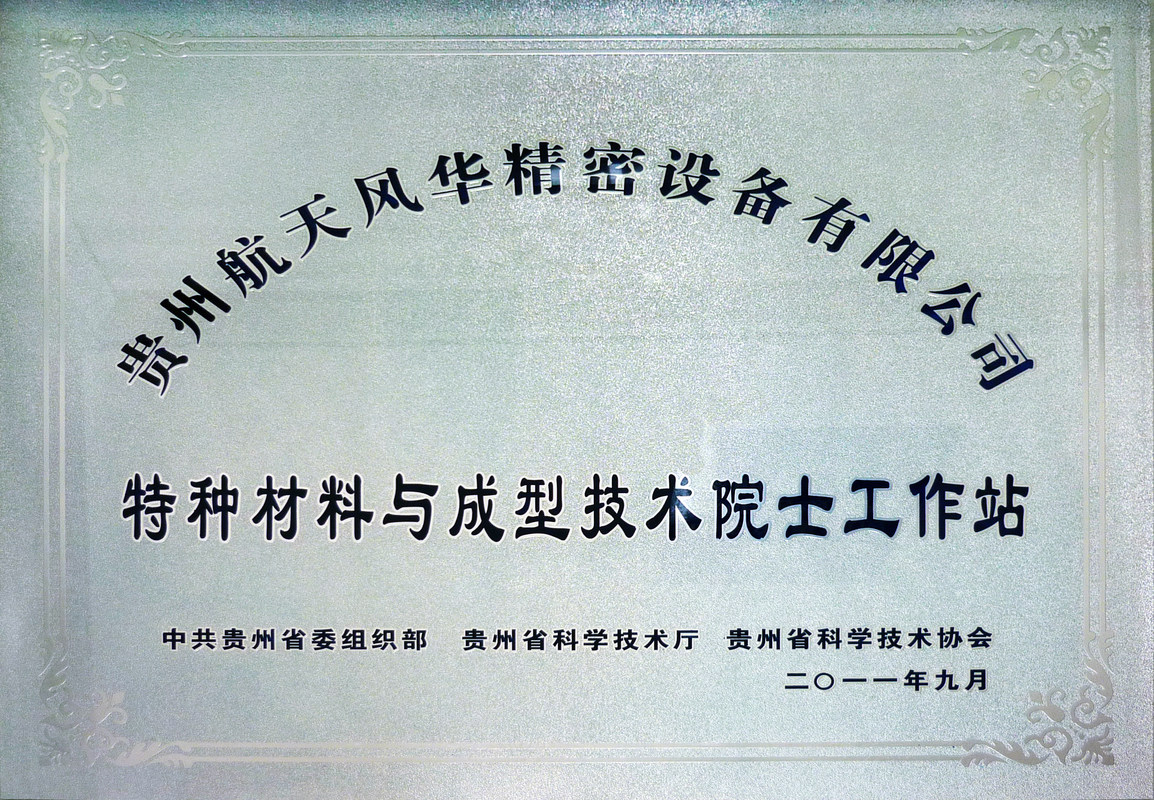 贵州航天风华精密设备有限公司
特种材料与成型技术院士工作站
中共贵州省委组织部 贵州省科学技术厅 贵州省科学技术协会
二〇一一年九月